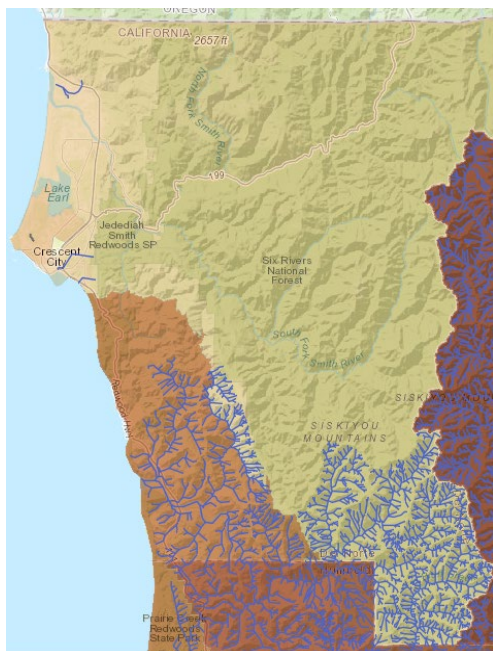 OREGON
CALIFORNIA
2657 ft
North Fork Smith River
199
Lake
Earl
Jedediah
Smith
Redwoods SP
Crescent
City
Six Rivers
National
Forest
South Fork
Smith River
Redwood Hwy
SISKIYOU
SISKIYOU
MOUNTAINS
Del Norte
Humboldt
Prairie Creek
Redwoods
State Park